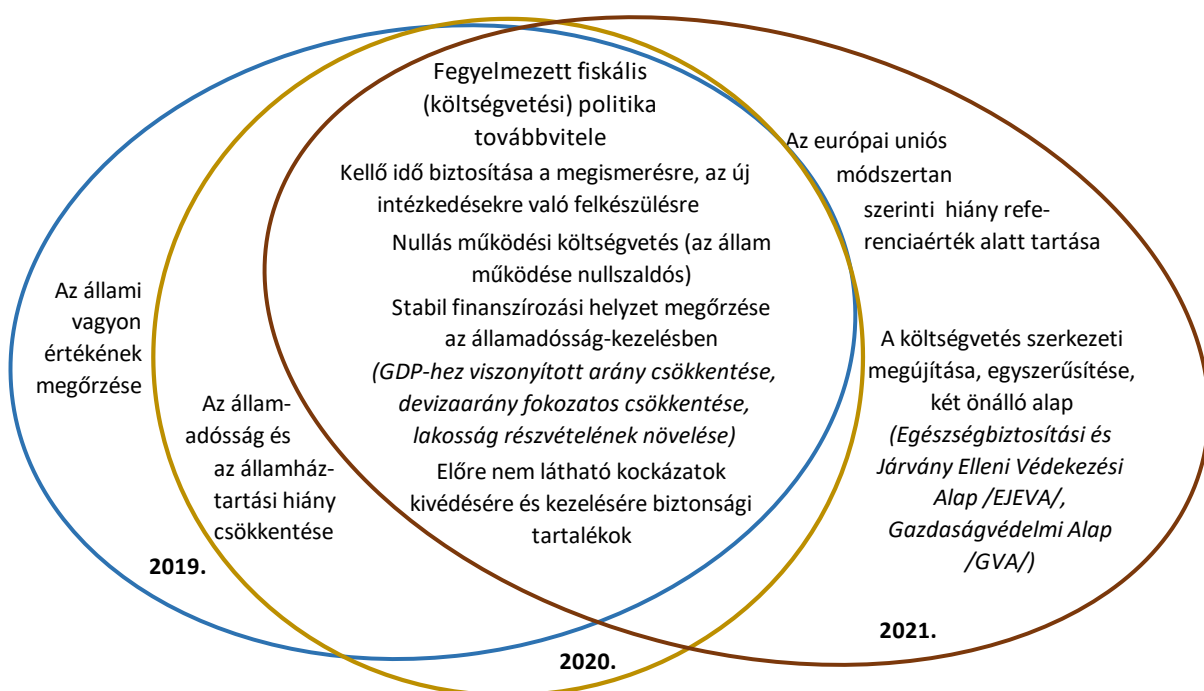 Fegyelmezett fiskális
(költségvetési) politika
továbbvitele
Kellő idő biztosítása a megismerésre, az új
intézkedésekre való felkészülésre
Nullás működési költségvetés (az állam
működése nullszaldós)
Stabil finanszírozási helyzet megőrzése
az államadósság-kezelésben
(GDP-hez viszonyított arány csökkentése,
devizaarány fokozatos csökkentése,
lakosság részvételének növelése)
Előre nem látható kockázatok
kivédésére és kezelésére biztonsági
tartalékok
Az állami
vagyon
értékének
megőrzése
Az állam-
adósság és
az államház-
tartási hiány
csökkentése
Az európai uniós
módszertan
szerinti hiány refe-
renciaérték alatt tartása
A költségvetés szerkezeti
megújítása, egyszerűsítése,
két önálló alap
(Egészségbiztosítási és
Járvány Elleni Védekezési
Alap /EJEVA/,
Gazdaságvédelmi Alap
/GVA/)
2019.
2020.
2021.